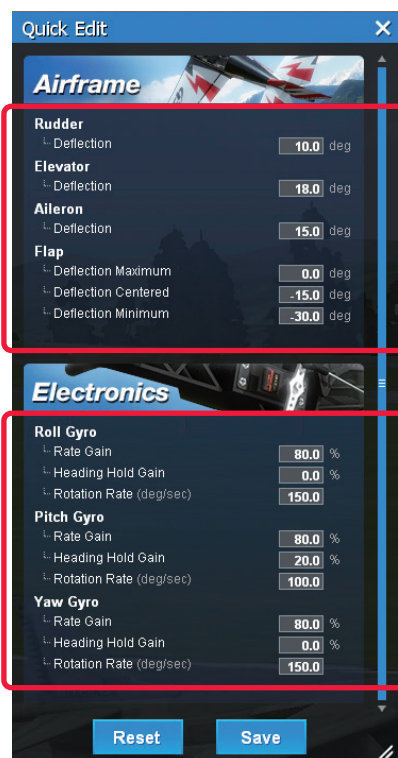 Quick Edit
Airframe
Rudder
Deflection 10.0 deg
Elevator
Deflection 18.0 deg
Aileron
Deflection 15.0 deg
Flap
Deflection Maximum 0.0 deg
Deflection Centered -15.0 deg
Deflection Minimum -30.0 deg
Electronics
Roll Gyro
Rate Gain 80.0 %
Heading Hold Gain 0.0 %
Rotation Rate (deg/sec) 150.0
Pitch Gyro
Rate Gain 80.0 %
Heading Hold Gain 20.0 %
Rotation Rate (deg/sec) 100.0
Yaw Gyro
Rate Gain 80.0 %
Heading Hold Gain 0.0 %
Rotation Rate (deg/sec) 150.0
Reset Save